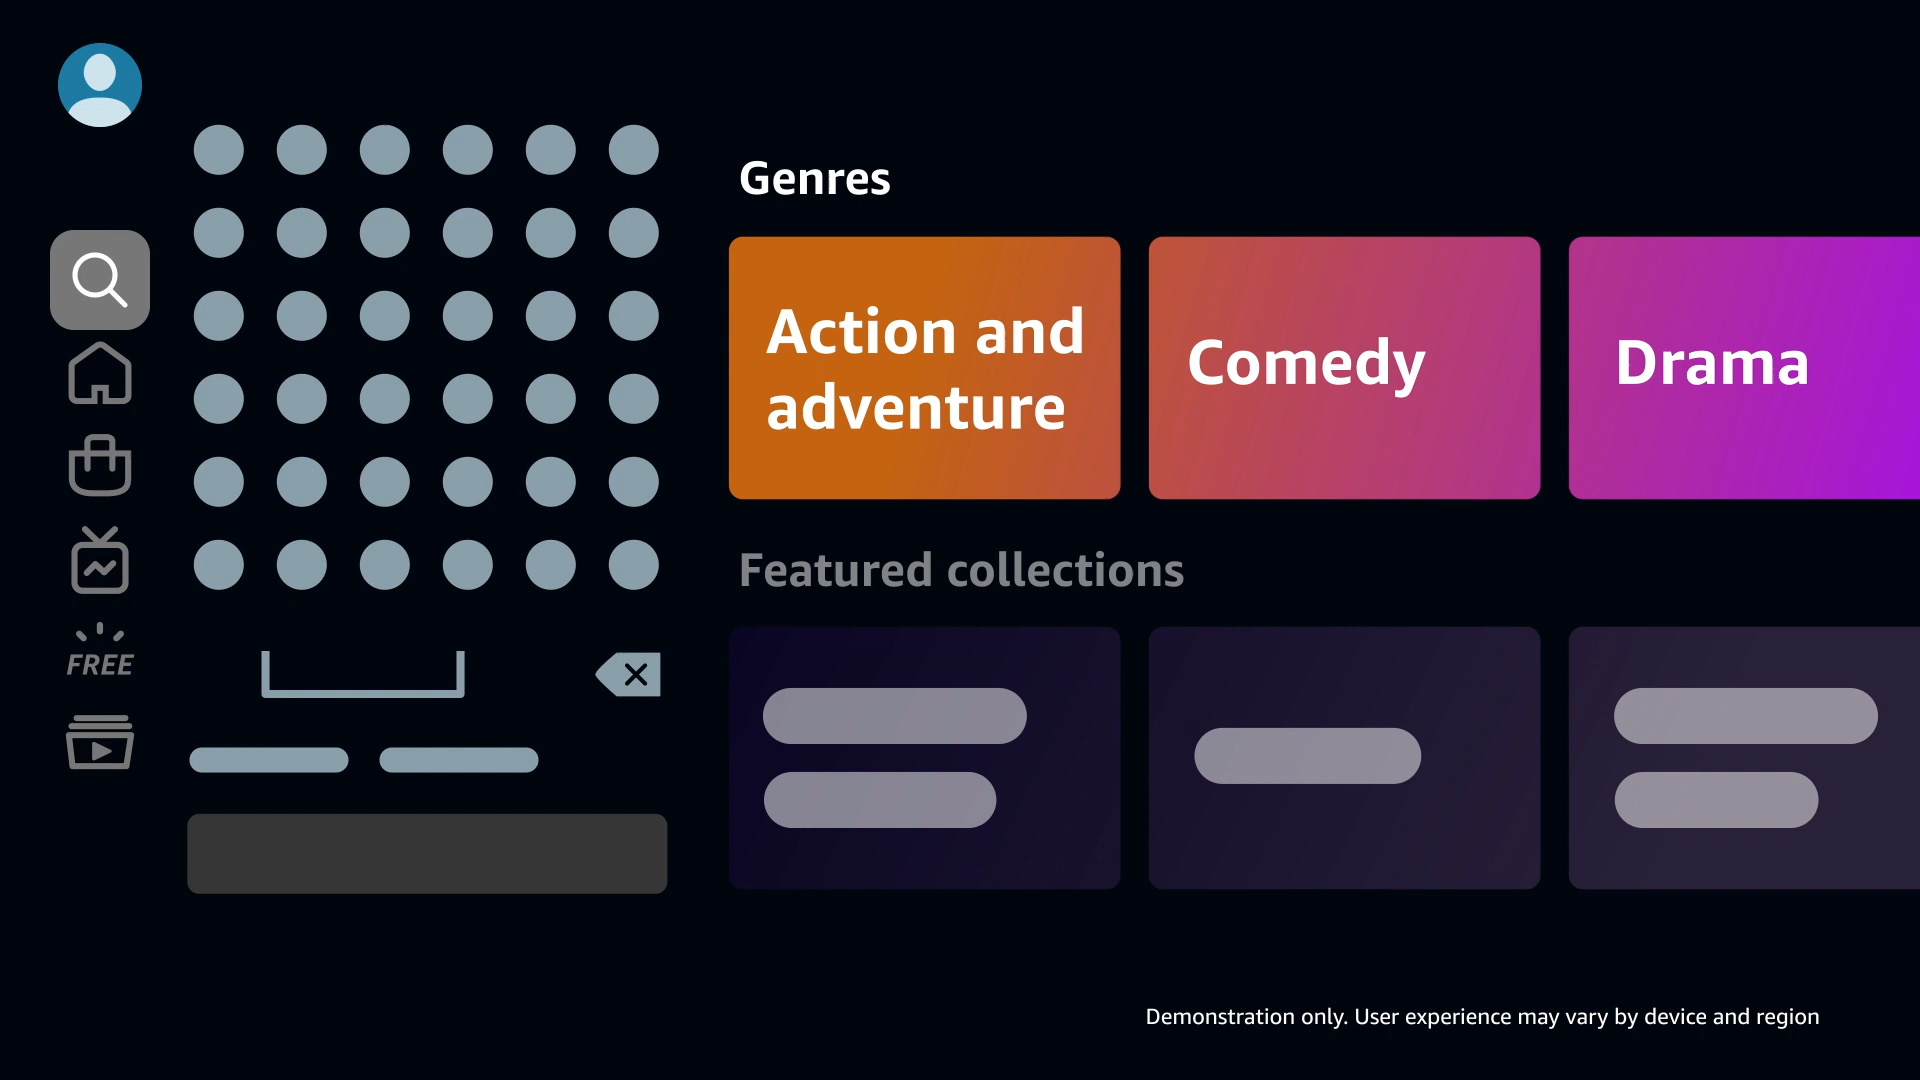 Genres
Action and
adventure
Comedy
Drama
Featured collections
FREE
Demonstration only. User experience may vary by device and region